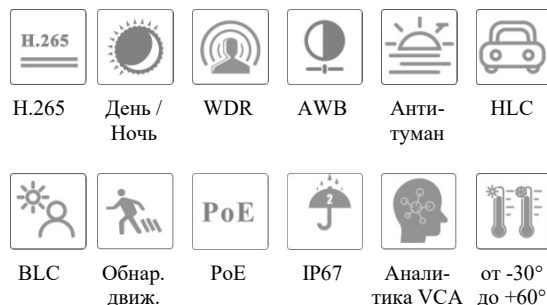 H.265
H.265 День / WDR AWB Анти- HLC
Ночь туман
PoE 2
BLC Обнар. PoE IP67 Анали- от -30°
движ. тика VCA до +60°